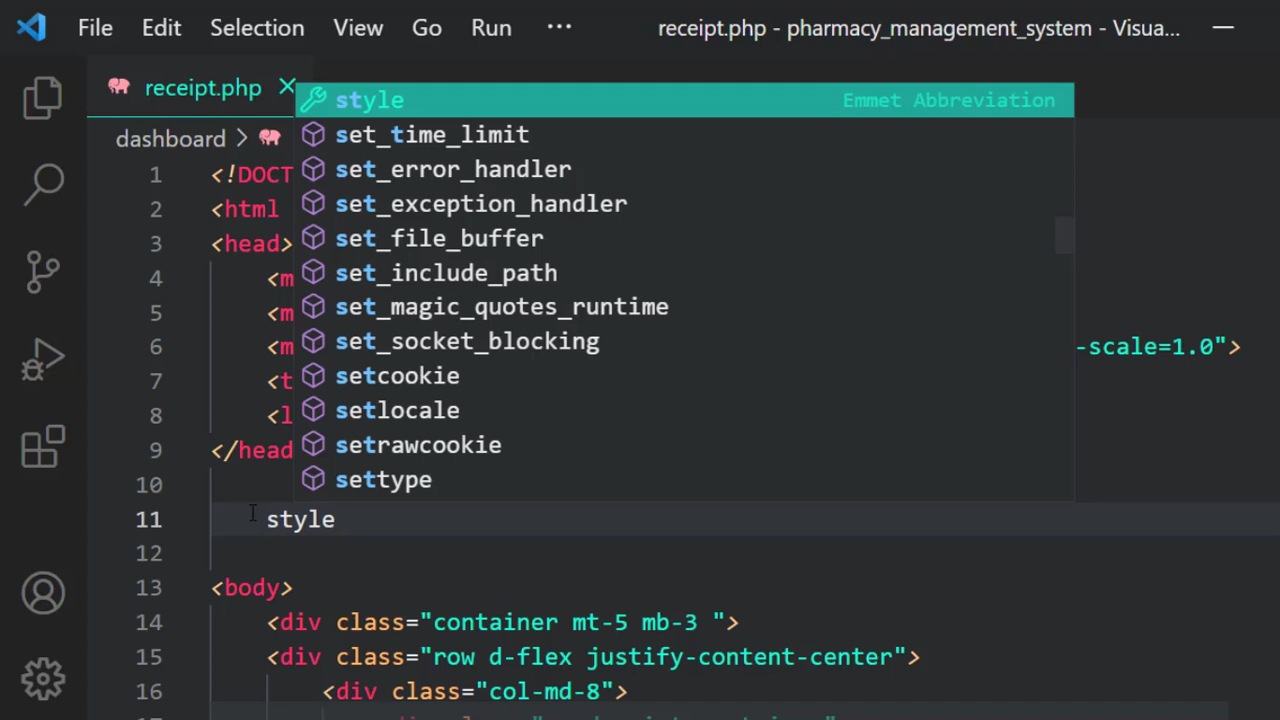 File Edit Selection View Go Run ··· receipt.php - pharmacy_management_system - Visua...
receipt.php
dashboard >
style Emmet Abbreviation
set_time_limit
set_error_handler
set_exception_handler
set_file_buffer
set_include_path
set_magic_quotes_runtime
set_socket_blocking
setcookie
setlocale
setrawcookie
settype
1 <!DOCT
2 <html
3 <head>
4 <m
5 <m
6 <m -scale=1.0">
7 <t
8 <l
9 </head
10
11 style
12
13 <body>
14 <div class="container mt-5 mb-3 ">
15 <div class="row d-flex justify-content-center">
16 <div class="col-md-8">